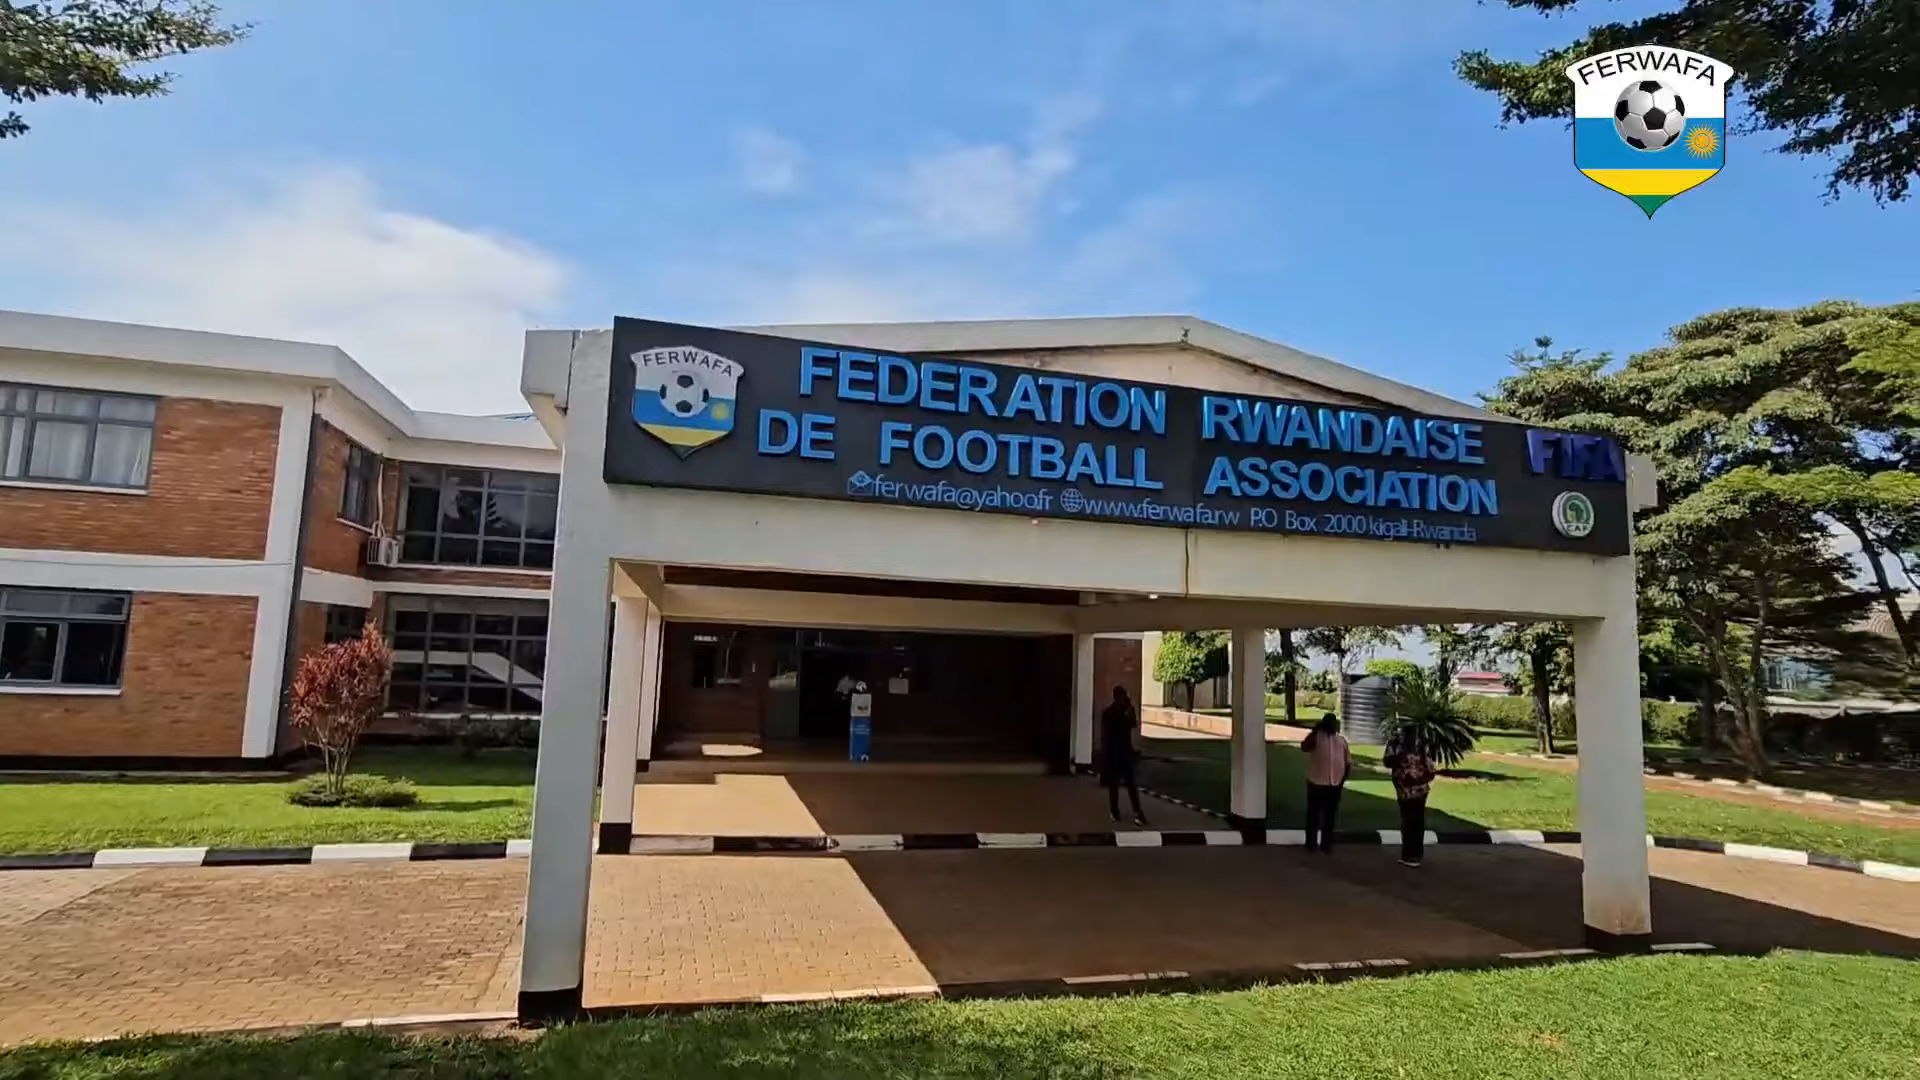 FERWAFA
FERWAFA
FEDERATION RWANDAISE
DE FOOTBALL ASSOCIATION
FIFA
ferwafa@yahoo.fr www.ferwafa.rw P.O Box 2000 kigali-Rwanda
CAF